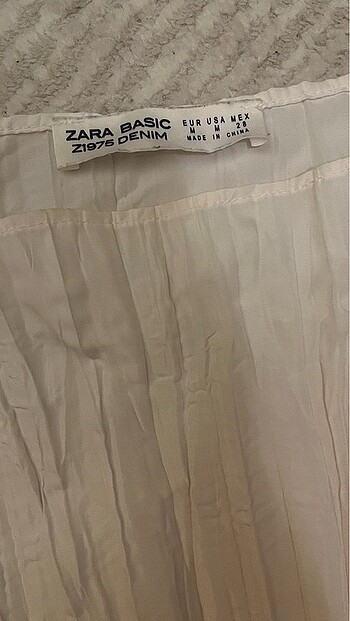 ZARA BASIC
Z1975 DENIM
EUR USA MEX
M M 28
MADE IN CHINA